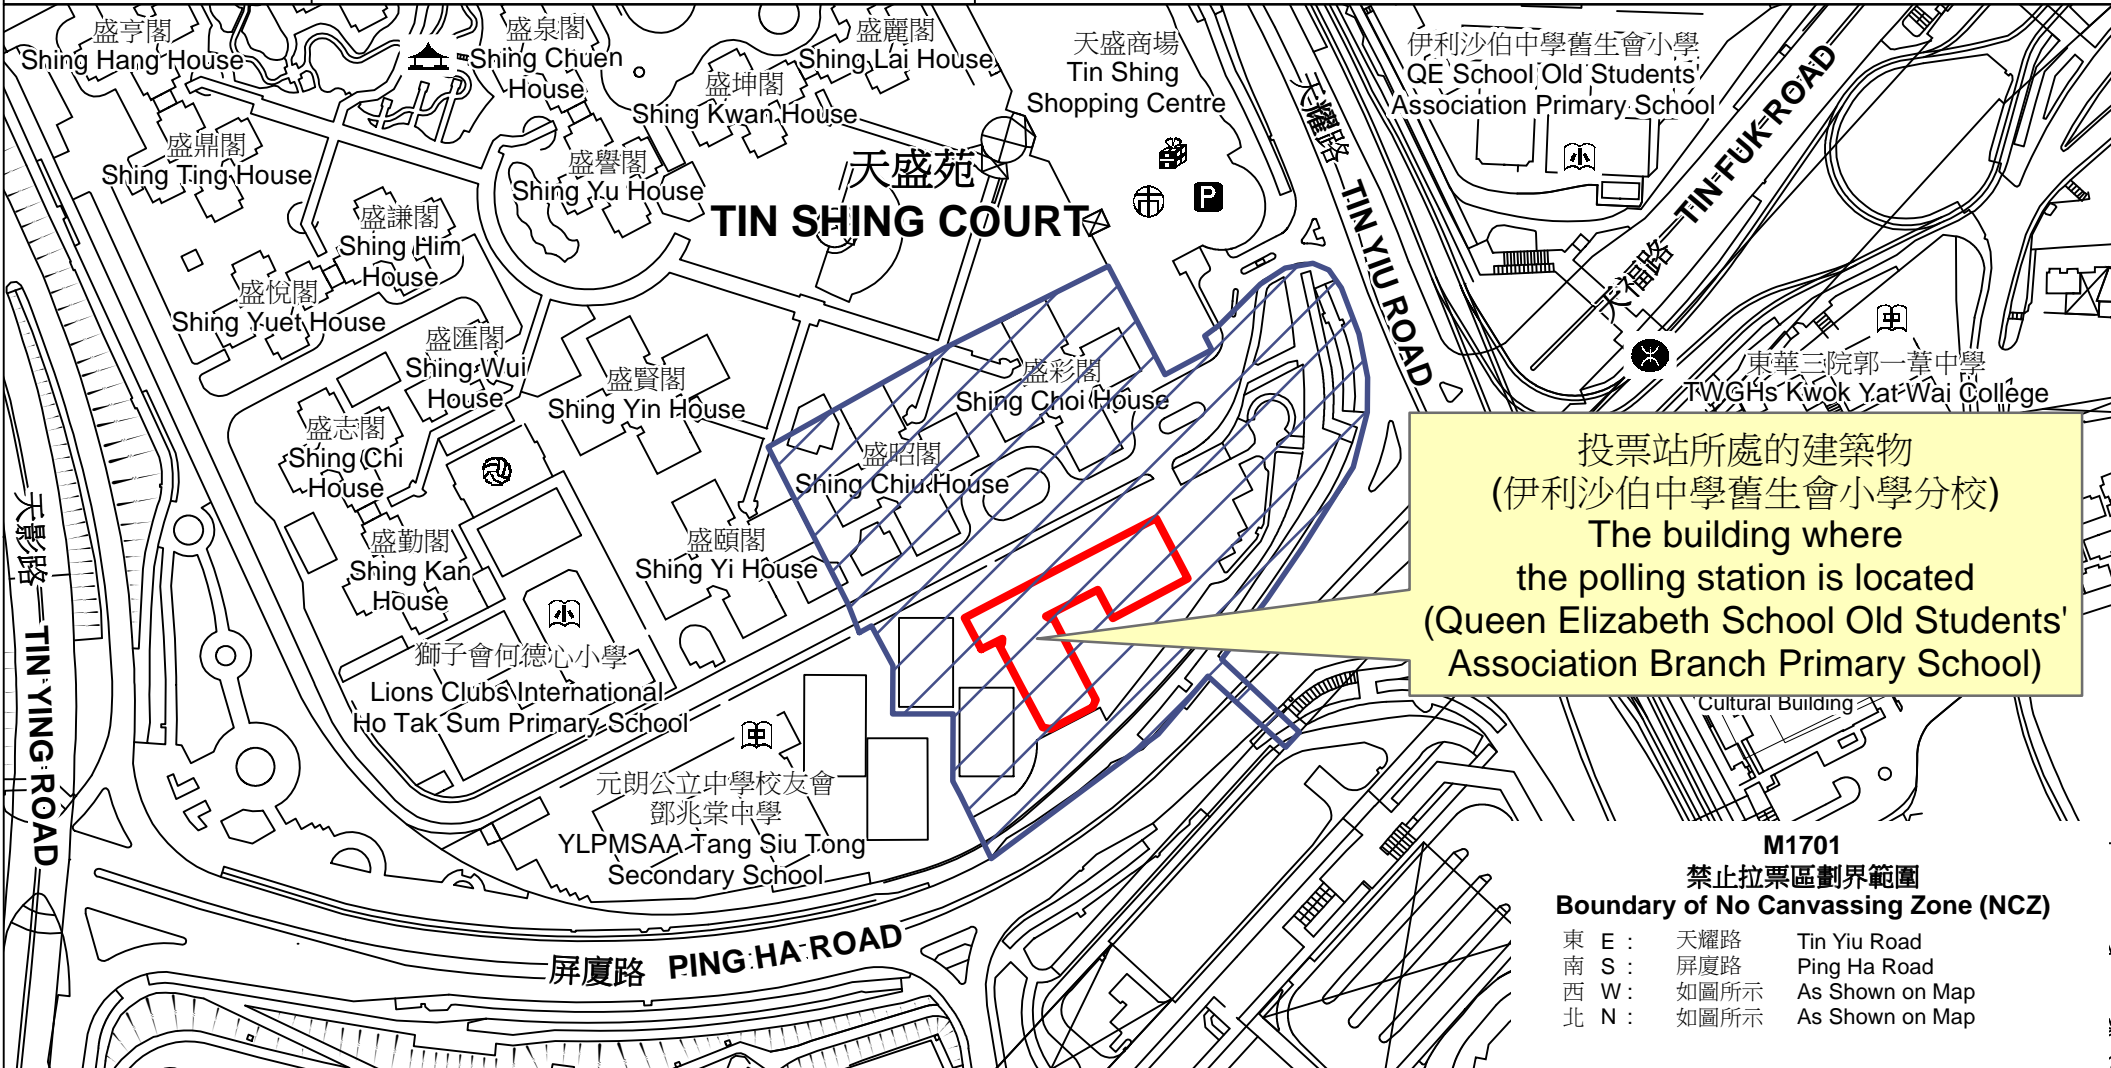 盛亨閣
Shing Hang House
盛泉閣
Shing Chuen
House
盛麗閣
Shing Lai House
盛坤閣
Shing Kwan House
天盛商場
Tin Shing
Shopping Centre
伊利沙伯中學舊生會小學
QE School Old Students'
Association Primary School
天耀路 TIN YIU ROAD
天福路 TIN FUK ROAD
盛鼎閣
Shing Ting House
盛譽閣
Shing Yu House
天盛苑
TIN SHING COURT
市
P
小
盛謙閣
Shing Him
House
盛悅閣
Shing Yuet House
盛匯閣
Shing Wui
House
盛賢閣
Shing Yin House
盛彩閣
Shing Choi House
中
東華三院郭一葦中學
TWGHs Kwok Yat Wai College
盛志閣
Shing Chi
House
盛昭閣
Shing Chiu House
盛勤閣
Shing Kan
House
盛頤閣
Shing Yi House
投票站所處的建築物
(伊利沙伯中學舊生會小學分校)
The building where
the polling station is located
(Queen Elizabeth School Old Students'
Association Branch Primary School)
Cultural Building
天影路 TIN YING ROAD
小
獅子會何德心小學
Lions Clubs International
Ho Tak Sum Primary School
中
元朗公立中學校友會
鄧兆棠中學
YLPMSAA Tang Siu Tong
Secondary School
屏廈路 PING HA ROAD
M1701
禁止拉票區劃界範圍
Boundary of No Canvassing Zone (NCZ)
東 E : 天耀路 Tin Yiu Road
南 S : 屏廈路 Ping Ha Road
西 W : 如圖所示 As Shown on Map
北 N : 如圖所示 As Shown on Map